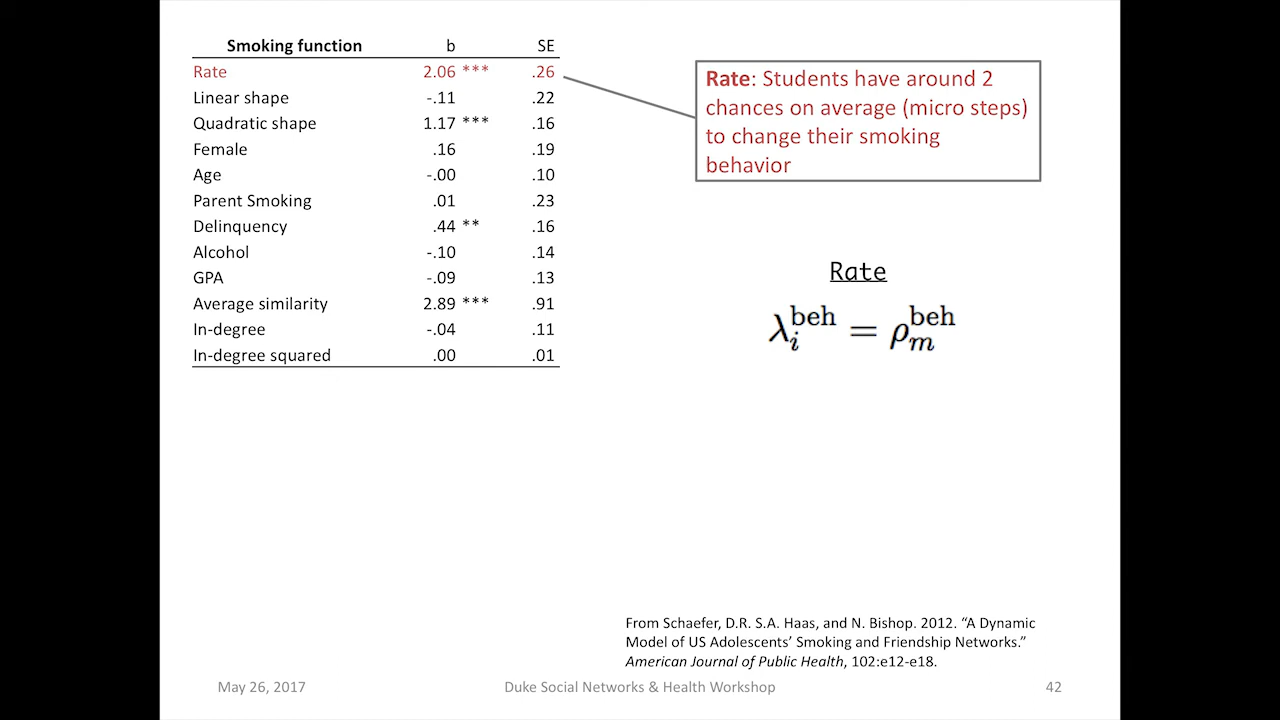 Smoking function b SE
Rate 2.06 *** .26
Linear shape -.11 .22
Quadratic shape 1.17 *** .16
Female .16 .19
Age -.00 .10
Parent Smoking .01 .23
Delinquency .44 ** .16
Alcohol -.10 .14
GPA -.09 .13
Average similarity 2.89 *** .91
In-degree -.04 .11
In-degree squared .00 .01
Rate: Students have around 2
chances on average (micro steps)
to change their smoking
behavior
Rate
λ_i^beh = ρ_m^beh
From Schaefer, D.R. S.A. Haas, and N. Bishop. 2012. “A Dynamic
Model of US Adolescents’ Smoking and Friendship Networks.”
American Journal of Public Health, 102:e12-e18.
May 26, 2017 Duke Social Networks & Health Workshop 42